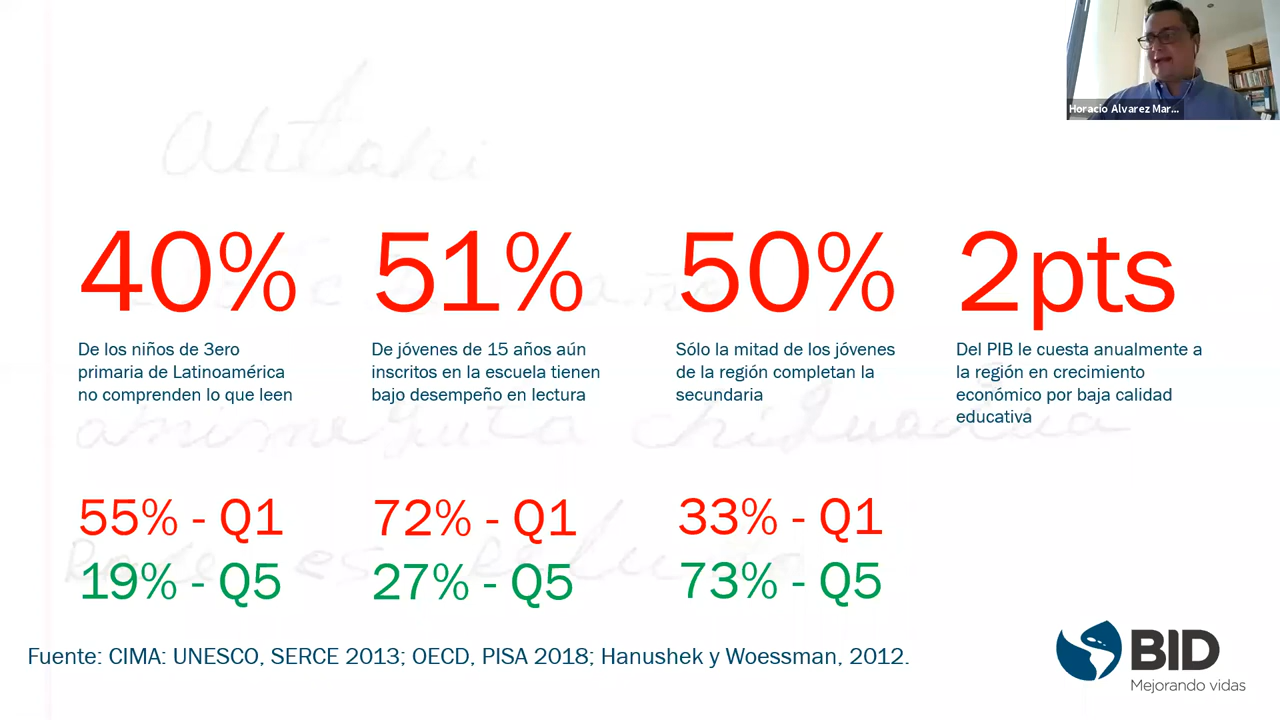 Horacio Alvarez Mar...
40%
De los niños de 3ero
primaria de Latinoamérica
no comprenden lo que leen
55% - Q1
19% - Q5
51%
De jóvenes de 15 años aún
inscritos en la escuela tienen
bajo desempeño en lectura
72% - Q1
27% - Q5
50%
Sólo la mitad de los jóvenes
de la región completan la
secundaria
33% - Q1
73% - Q5
2pts
Del PIB le cuesta anualmente a
la región en crecimiento
económico por baja calidad
educativa
Fuente: CIMA: UNESCO, SERCE 2013; OECD, PISA 2018; Hanushek y Woessman, 2012.
BID
Mejorando vidas